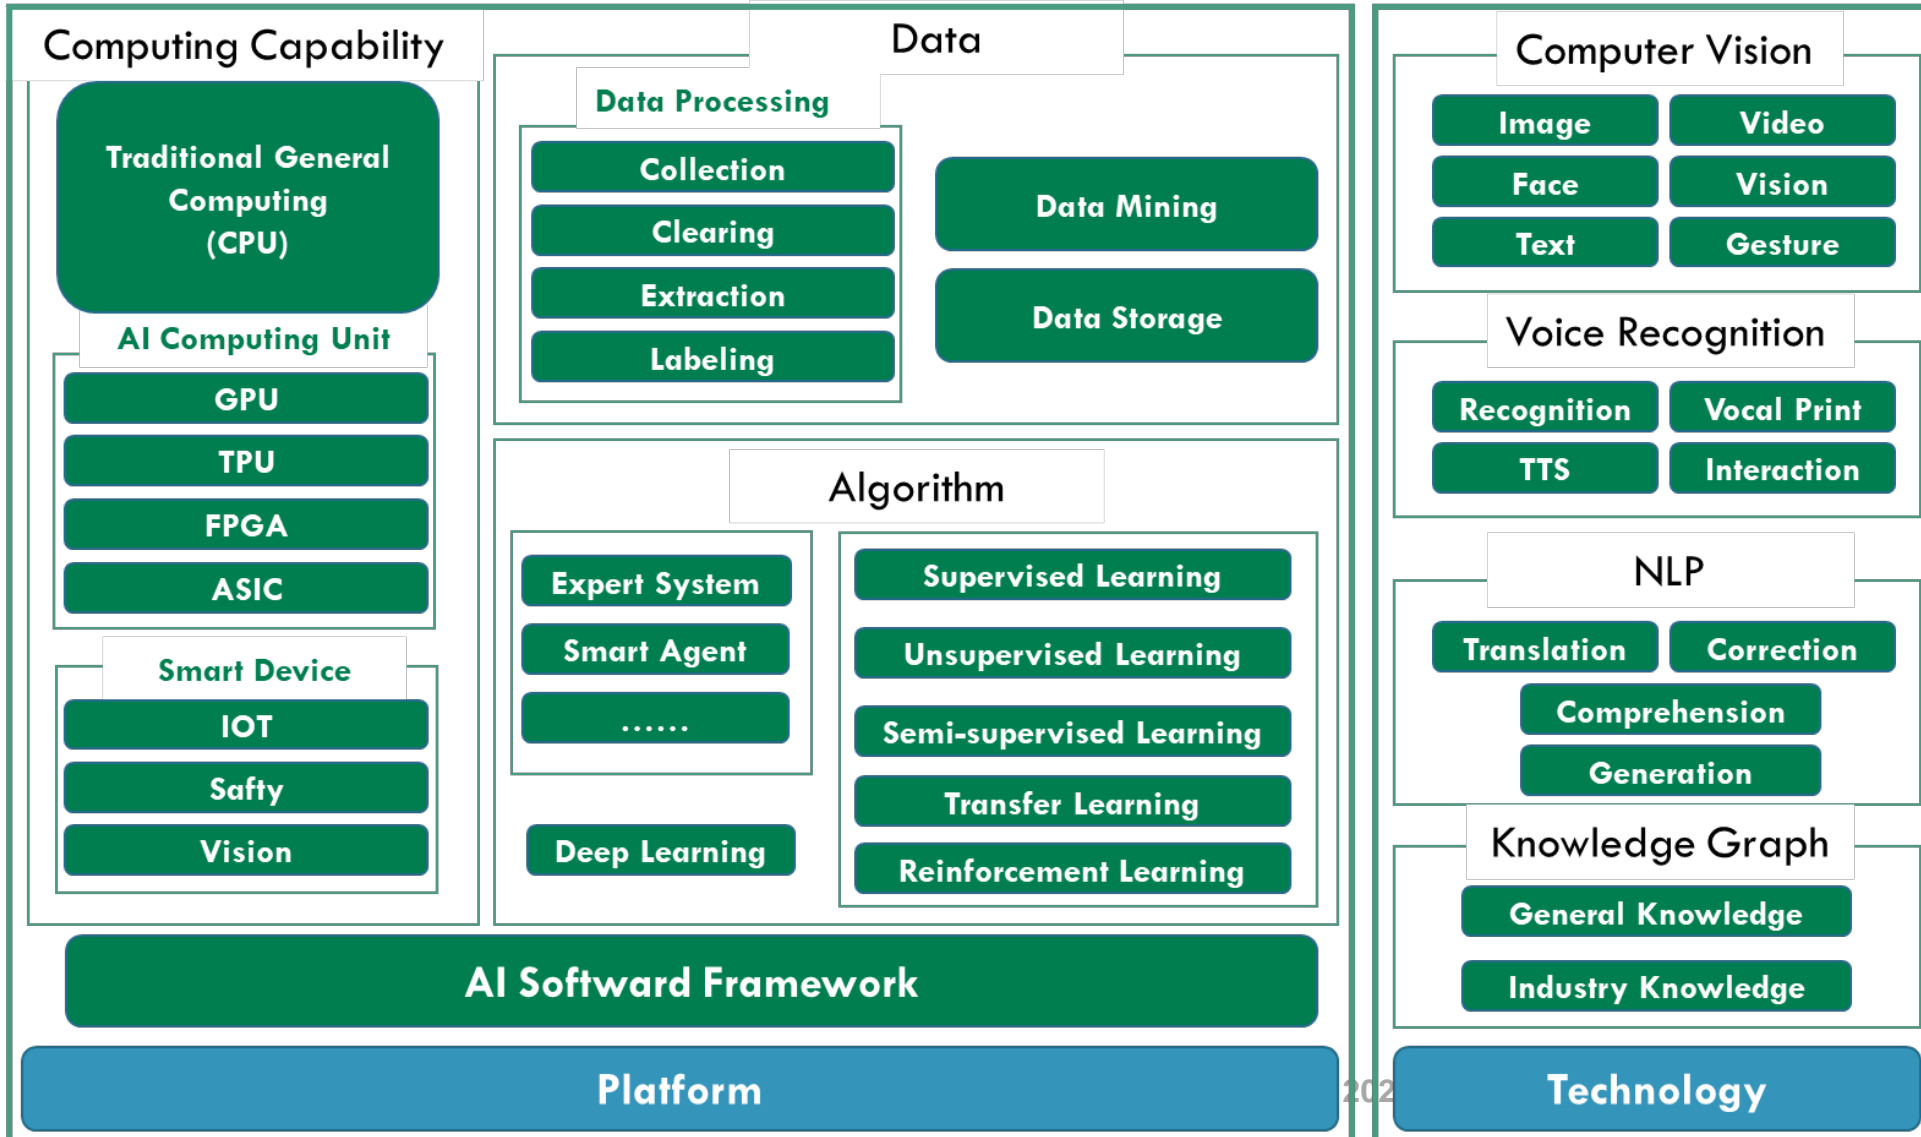 Computing Capability
Traditional General
Computing
(CPU)
AI Computing Unit
GPU
TPU
FPGA
ASIC
Smart Device
IOT
Safty
Vision
Data
Data Processing
Collection
Clearing
Extraction
Labeling
Data Mining
Data Storage
Algorithm
Expert System
Smart Agent
......
Deep Learning
Supervised Learning
Unsupervised Learning
Semi-supervised Learning
Transfer Learning
Reinforcement Learning
AI Softward Framework
Platform
202
Computer Vision
Image
Video
Face
Vision
Text
Gesture
Voice Recognition
Recognition
Vocal Print
TTS
Interaction
NLP
Translation
Correction
Comprehension
Generation
Knowledge Graph
General Knowledge
Industry Knowledge
Technology